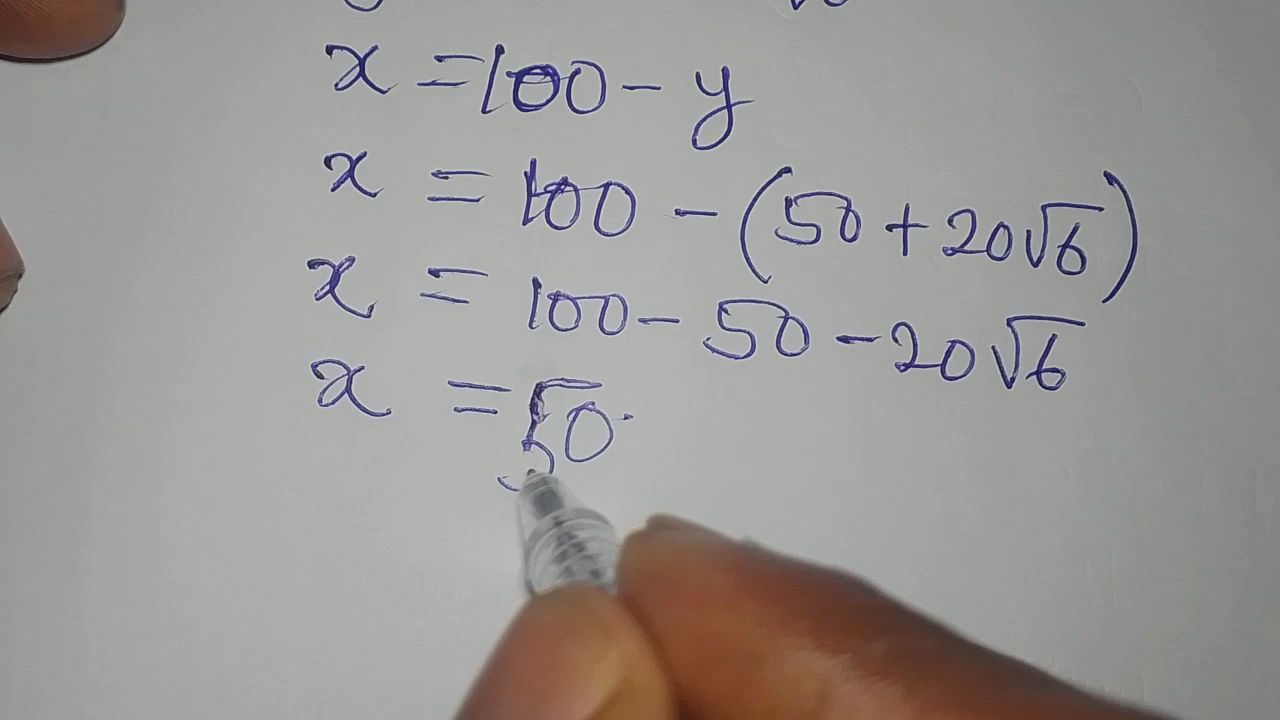 x = 100 - y
x = 100 - (50 + 20√6)
x = 100 - 50 - 20√6
x = 50